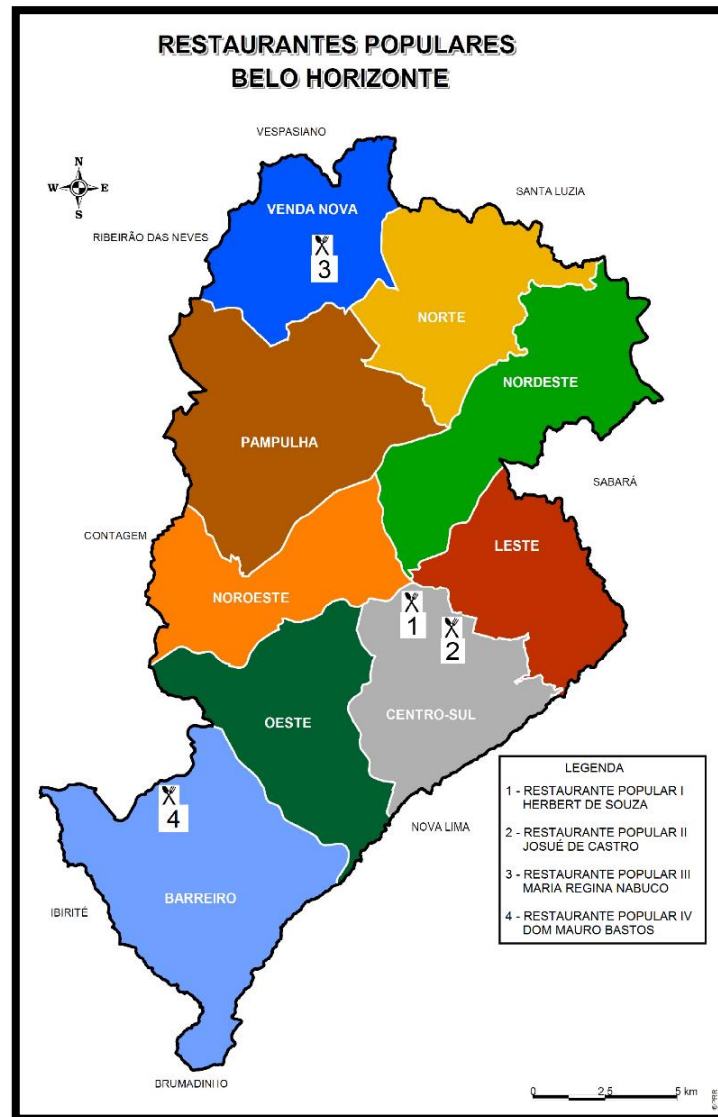 RESTAURANTES POPULARES
BELO HORIZONTE
VESPASIANO
N
W E
S
SANTA LUZIA
VENDA NOVA
RIBEIRÃO DAS NEVES
3
NORTE
NORDESTE
PAMPULHA
SABARÁ
CONTAGEM
LESTE
NOROESTE
1
2
OESTE
CENTRO-SUL
LEGENDA
1 - RESTAURANTE POPULAR I
HERBERT DE SOUZA
2 - RESTAURANTE POPULAR II
JOSUÉ DE CASTRO
3 - RESTAURANTE POPULAR III
MARIA REGINA NABUCO
4 - RESTAURANTE POPULAR IV
DOM MAURO BASTOS
4
NOVA LIMA
BARREIRO
IBIRITÉ
BRUMADINHO
0 2,5 5 km